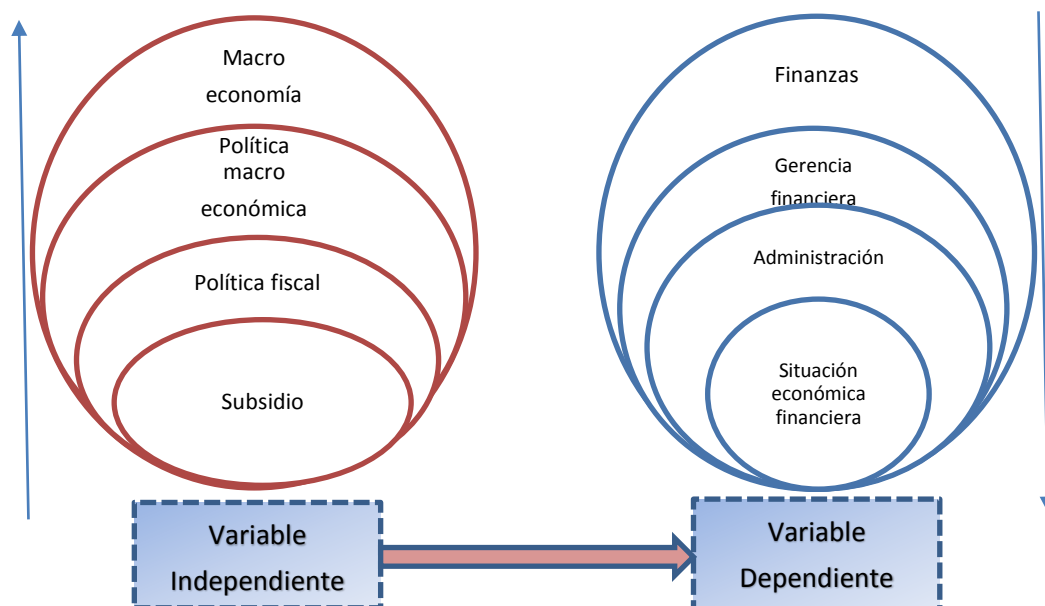 Macro
economía
Política
macro
económica
Política fiscal
Subsidio
Variable
Independiente
Finanzas
Gerencia
financiera
Administración
Situación
económica
financiera
Variable
Dependiente